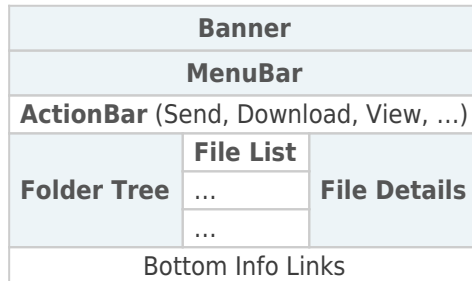 Banner
MenuBar
ActionBar (Send, Download, View, ...)
Folder Tree
File List
...
...
File Details
Bottom Info Links